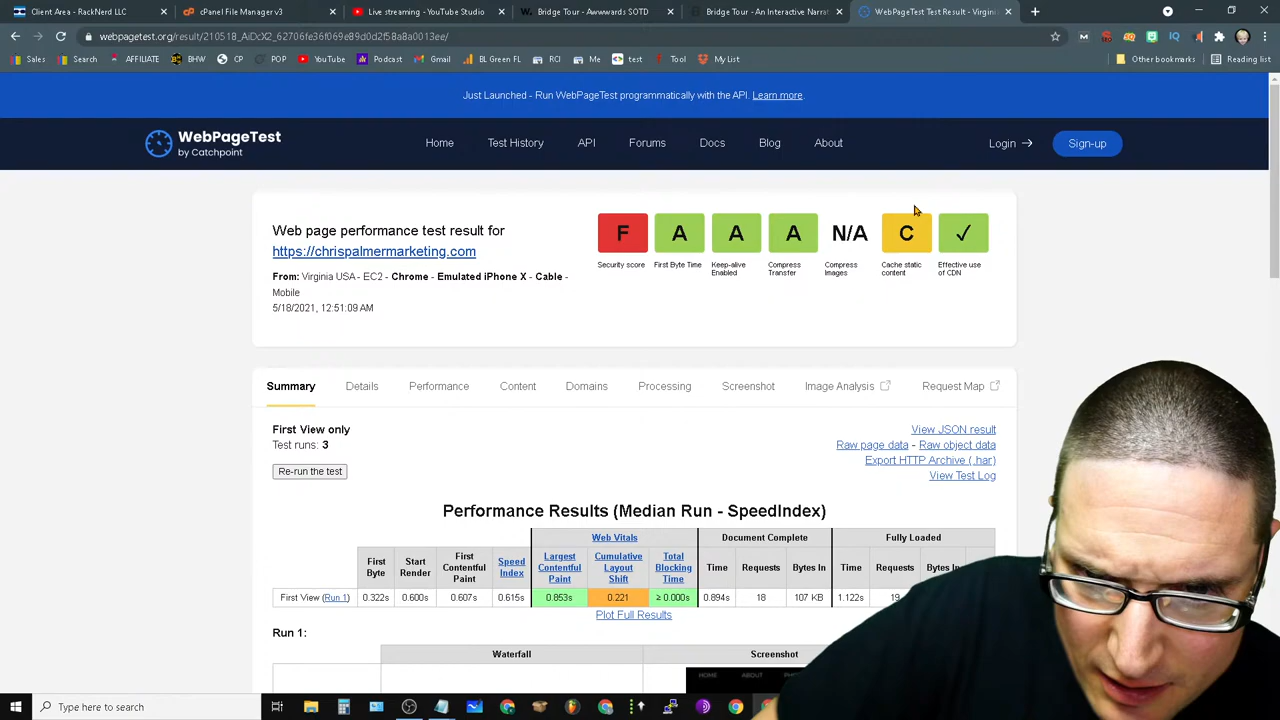 Client Area - RackNerd LLC
cPanel File Manager v3
Live streaming - YouTube Studio
Bridge Tour - Awwwards SOTD
Bridge Tour - An Interactive Narrat
WebPageTest Test Result - Virgini
webpagetest.org/result/210518_AiDcX2_62706fe36f069e89d0d2f58a8a0013ee/
Sales
Search
AFFILIATE
BHW
CP
POP
YouTube
Podcast
Gmail
BL Green FL
RCI
Me
test
Tool
My List
Other bookmarks
Reading list
Just Launched - Run WebPageTest programmatically with the API. Learn more.
WebPageTest
by Catchpoint
Home
Test History
API
Forums
Docs
Blog
About
Login
Sign-up
Web page performance test result for
https://chrispalmermarketing.com
From: Virginia USA - EC2 - Chrome - Emulated iPhone X - Cable -
Mobile
5/18/2021, 12:51:09 AM
F
A
A
A
N/A
C
✓
Security score
First Byte Time
Keep-alive
Enabled
Compress
Transfer
Compress
Images
Cache static
content
Effective use
of CDN
Summary
Details
Performance
Content
Domains
Processing
Screenshot
Image Analysis
Request Map
First View only
Test runs: 3
Re-run the test
View JSON result
Raw page data - Raw object data
Export HTTP Archive (.har)
View Test Log
Performance Results (Median Run - SpeedIndex)
Web Vitals
Document Complete
Fully Loaded
First
Byte
Start
Render
First
Contentful
Paint
Speed
Index
Largest
Contentful
Paint
Cumulative
Layout
Shift
Total
Blocking
Time
Time
Requests
Bytes In
Time
Requests
Bytes In
First View (Run 1)
0.322s
0.600s
0.607s
0.615s
0.853s
0.221
≥ 0.000s
0.894s
18
107 KB
1.122s
19
Plot Full Results
Run 1:
Waterfall
Screenshot
HOME
ABOUT
Type here to search